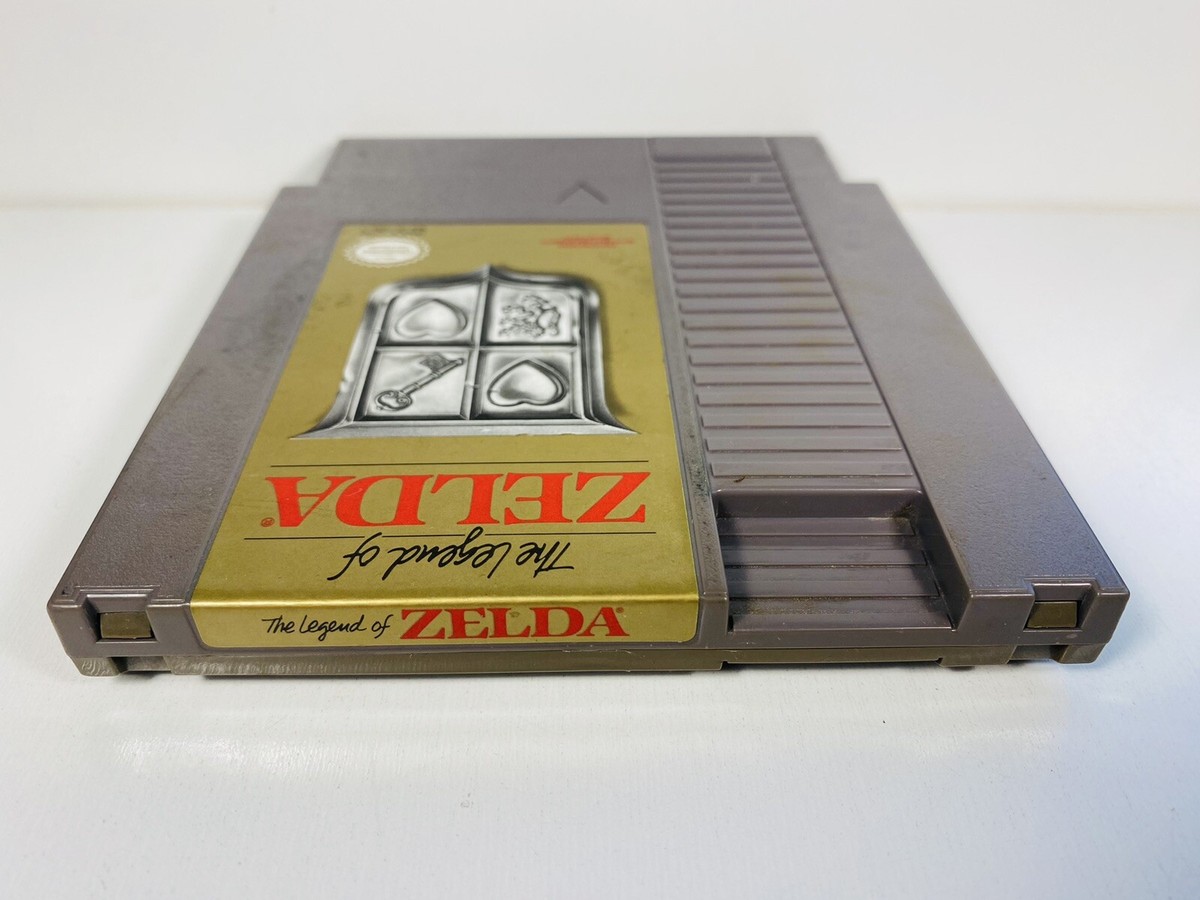 ZELDA®
The Legend of
The Legend of ZELDA®